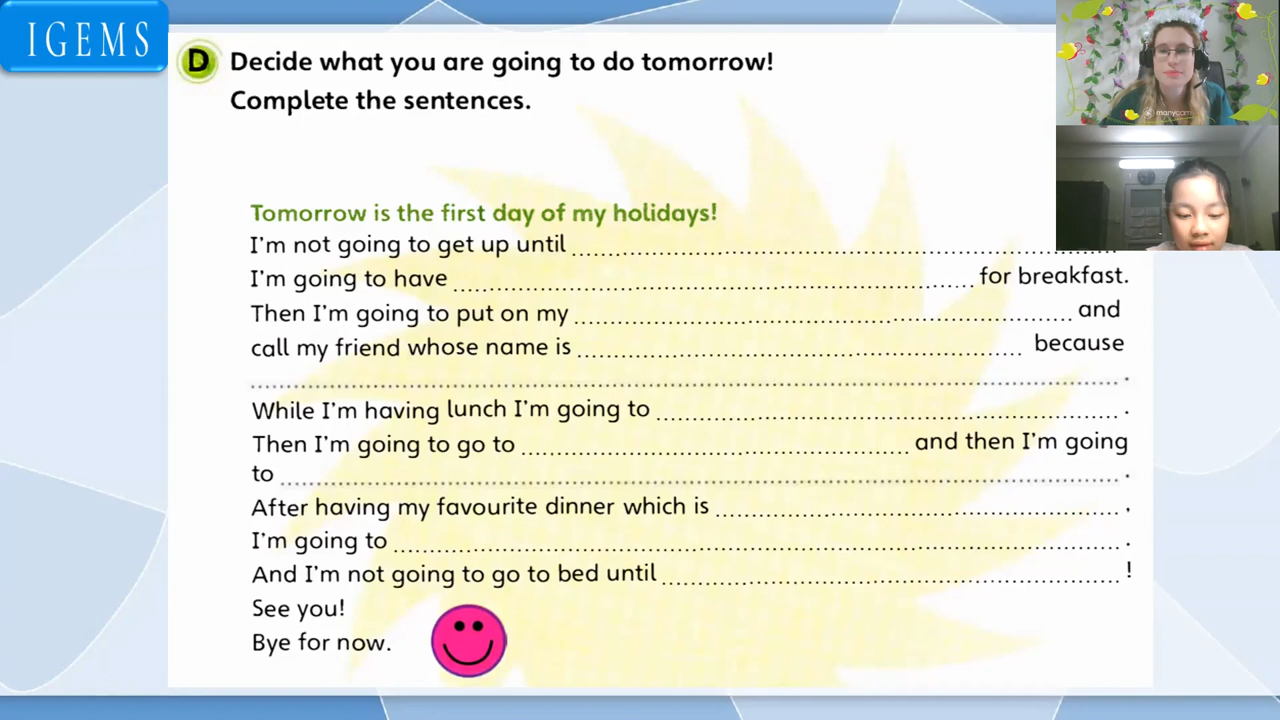 IGEMS
D Decide what you are going to do tomorrow!
Complete the sentences.
manycam
Tomorrow is the first day of my holidays!
I'm not going to get up until ........................................
I'm going to have ........................................ for breakfast.
Then I'm going to put on my ........................................ and
call my friend whose name is ........................................ because
........................................ .
While I'm having lunch I'm going to ........................................ .
Then I'm going to go to ........................................ and then I'm going
to ........................................ .
After having my favourite dinner which is ........................................ ,
I'm going to ........................................ .
And I'm not going to go to bed until ........................................ !
See you!
Bye for now.